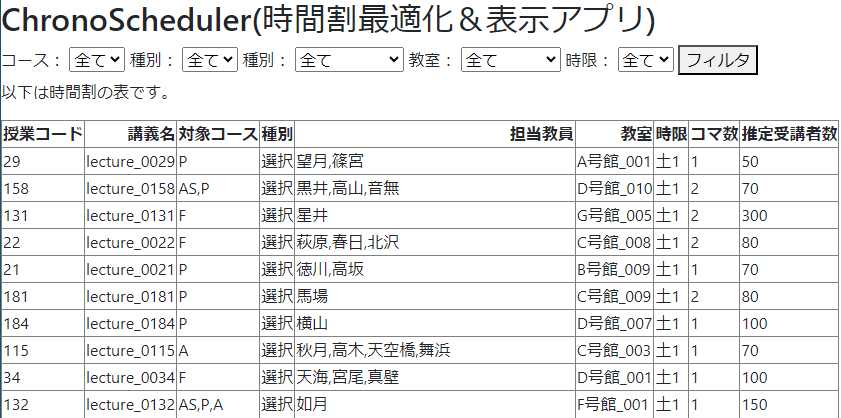 ChronoScheduler(時間割最適化＆表示アプリ)
コース： 全て 種別： 全て 種別： 全て 教室： 全て 時限： 全て フィルタ
以下は時間割の表です。
授業コード 講義名 対象コース 種別 担当教員 教室 時限 コマ数 推定受講者数
29 lecture_0029 P 選択 望月,篠宮 A号館_001 土1 1 50
158 lecture_0158 AS,P 選択 黒井,高山,音無 D号館_010 土1 2 70
131 lecture_0131 F 選択 星井 G号館_005 土1 2 300
22 lecture_0022 F 選択 萩原,春日,北沢 C号館_008 土1 2 80
21 lecture_0021 P 選択 徳川,高坂 B号館_009 土1 1 70
181 lecture_0181 P 選択 馬場 C号館_009 土1 2 80
184 lecture_0184 P 選択 横山 D号館_007 土1 1 100
115 lecture_0115 A 選択 秋月,高木,天空橋,舞浜 C号館_003 土1 1 70
34 lecture_0034 F 選択 天海,宮尾,真壁 D号館_001 土1 1 100
132 lecture_0132 AS,P,A 選択 如月 F号館_001 土1 1 150